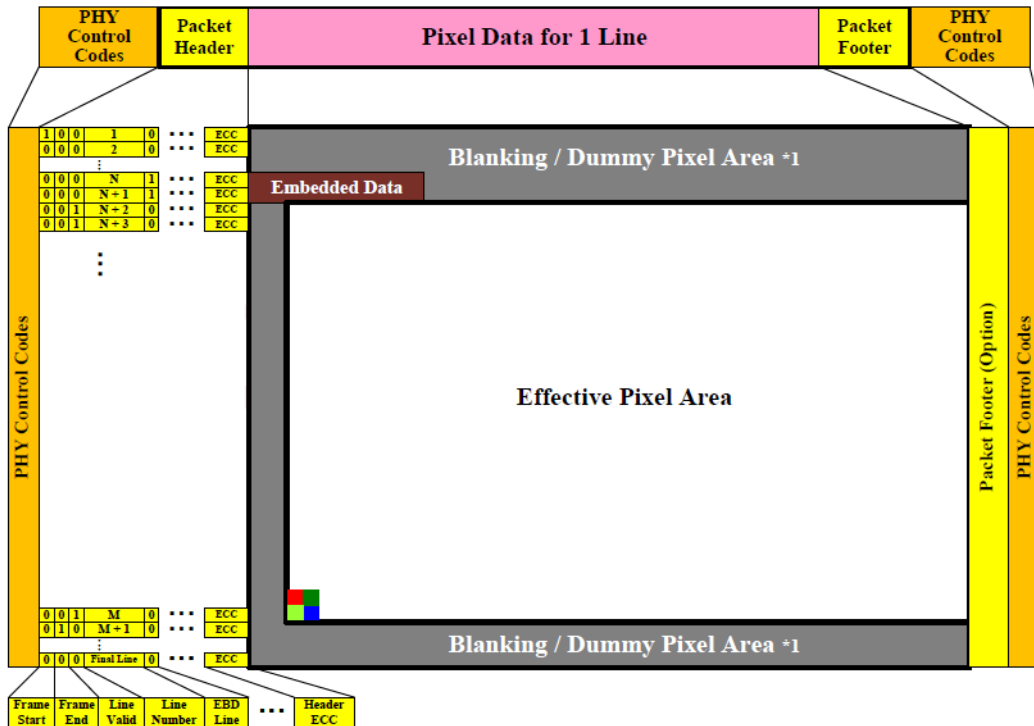 PHY Control Codes
Packet Header
Pixel Data for 1 Line
Packet Footer
PHY Control Codes
1 0 0 1 0 ... ECC
0 0 0 2 0 ... ECC
⋮
0 0 0 N 1 ... ECC
0 0 0 N + 1 1 ... ECC
0 0 1 N + 2 0 ... ECC
0 0 1 N + 3 0 ... ECC
⋮
Blanking / Dummy Pixel Area *1
Embedded Data
PHY Control Codes
Effective Pixel Area
Packet Footer (Option)
PHY Control Codes
0 0 1 M 0 ... ECC
0 1 0 M + 1 0 ... ECC
⋮
0 0 0 Final Line 0 ... ECC
Blanking / Dummy Pixel Area *1
Frame Start
Frame End
Line Valid
Line Number
EBD Line
...
Header ECC